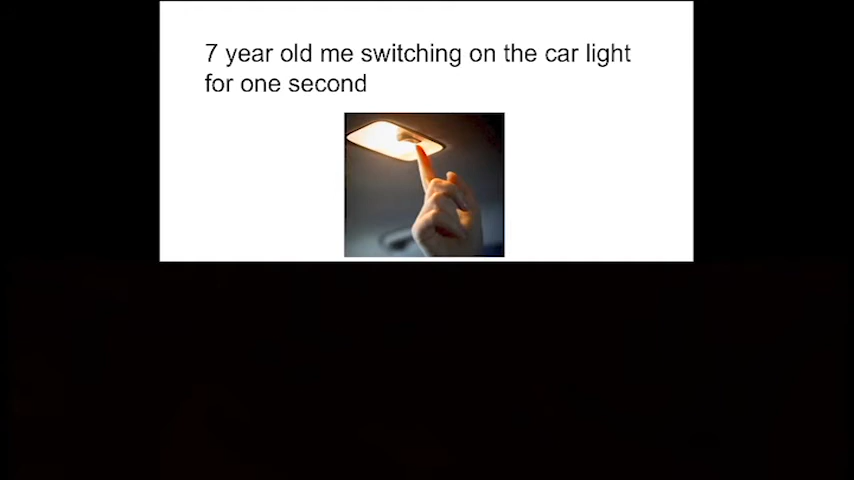 7 year old me switching on the car light
for one second